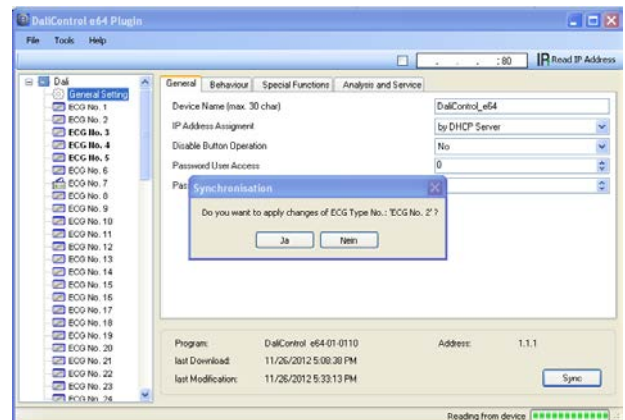 DaliControl e64 Plugin
File Tools Help
. . . :80 Read IP Address
Dali
General Setting
ECG No. 1
ECG No. 2
ECG No. 3
ECG No. 4
ECG No. 5
ECG No. 6
ECG No. 7
ECG No. 8
ECG No. 9
ECG No. 10
ECG No. 11
ECG No. 12
ECG No. 13
ECG No. 14
ECG No. 15
ECG No. 16
ECG No. 17
ECG No. 18
ECG No. 19
ECG No. 20
ECG No. 21
ECG No. 22
ECG No. 23
ECG No. 24
General Behaviour Special Functions Analysis and Service
Device Name (max. 30 char) DaliControl_e64
IP Address Assigment by DHCP Server
Disable Button Operation No
Password User Access 0
Pas
Synchronisation
Do you want to apply changes of ECG Type No.: 'ECG No. 2' ?
Ja Nein
Program: DaliControl e64-01-0110 Address: 1.1.1
last Download: 11/26/2012 5:08:38 PM
last Modification: 11/26/2012 5:33:13 PM
Sync
Reading from device